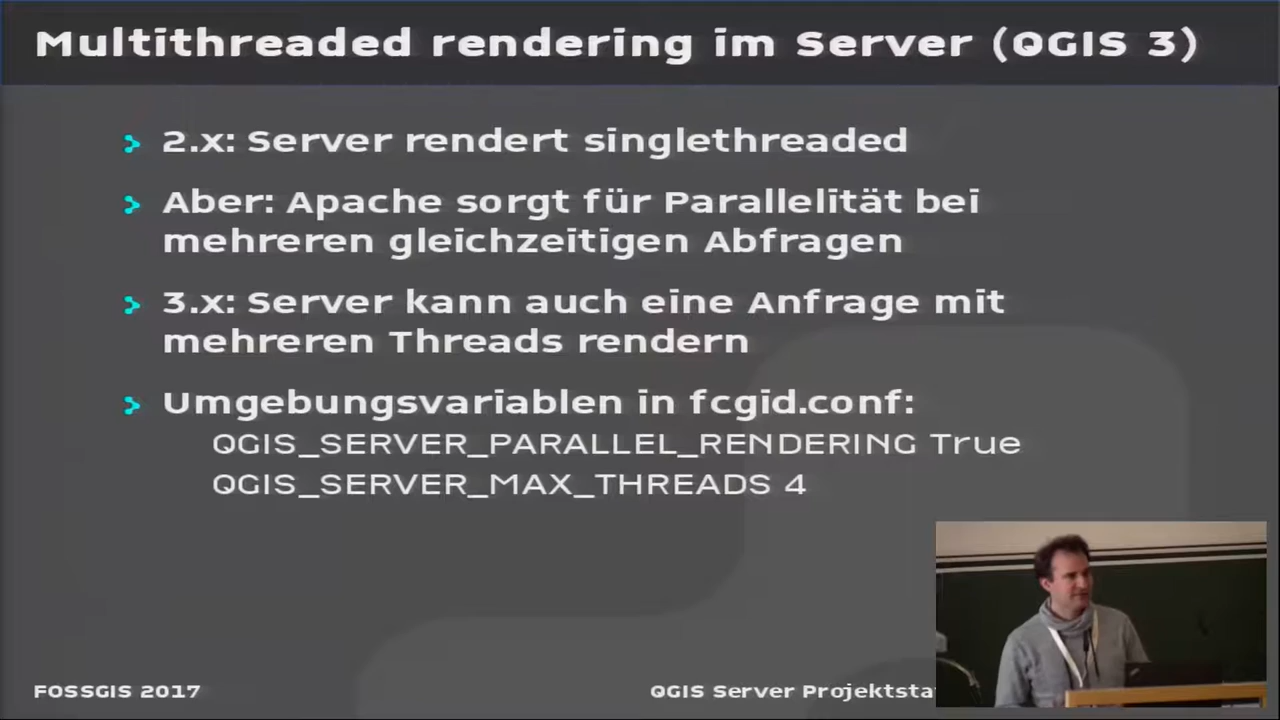 Multithreaded rendering im Server (QGIS 3)
2.x: Server rendert singlethreaded
Aber: Apache sorgt für Parallelität bei
mehreren gleichzeitigen Abfragen
3.x: Server kann auch eine Anfrage mit
mehreren Threads rendern
Umgebungsvariablen in fcgid.conf:
QGIS_SERVER_PARALLEL_RENDERING True
QGIS_SERVER_MAX_THREADS 4
FOSSGIS 2017
QGIS Server